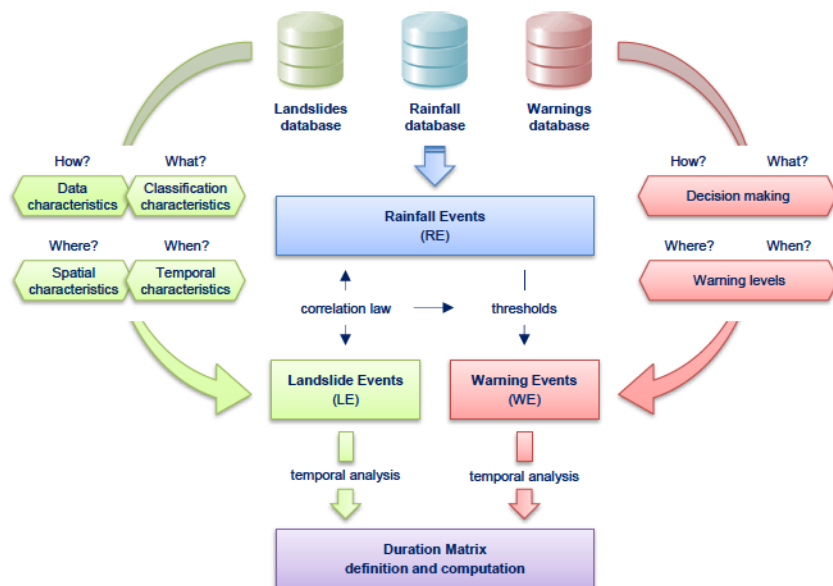 Landslides
database
Rainfall
database
Warnings
database
How?
What?
Data
characteristics
Classification
characteristics
Where?
When?
Spatial
characteristics
Temporal
characteristics
How?
What?
Decision making
Where?
When?
Warning levels
Rainfall Events
(RE)
correlation law
thresholds
Landslide Events
(LE)
Warning Events
(WE)
temporal analysis
temporal analysis
Duration Matrix
definition and computation